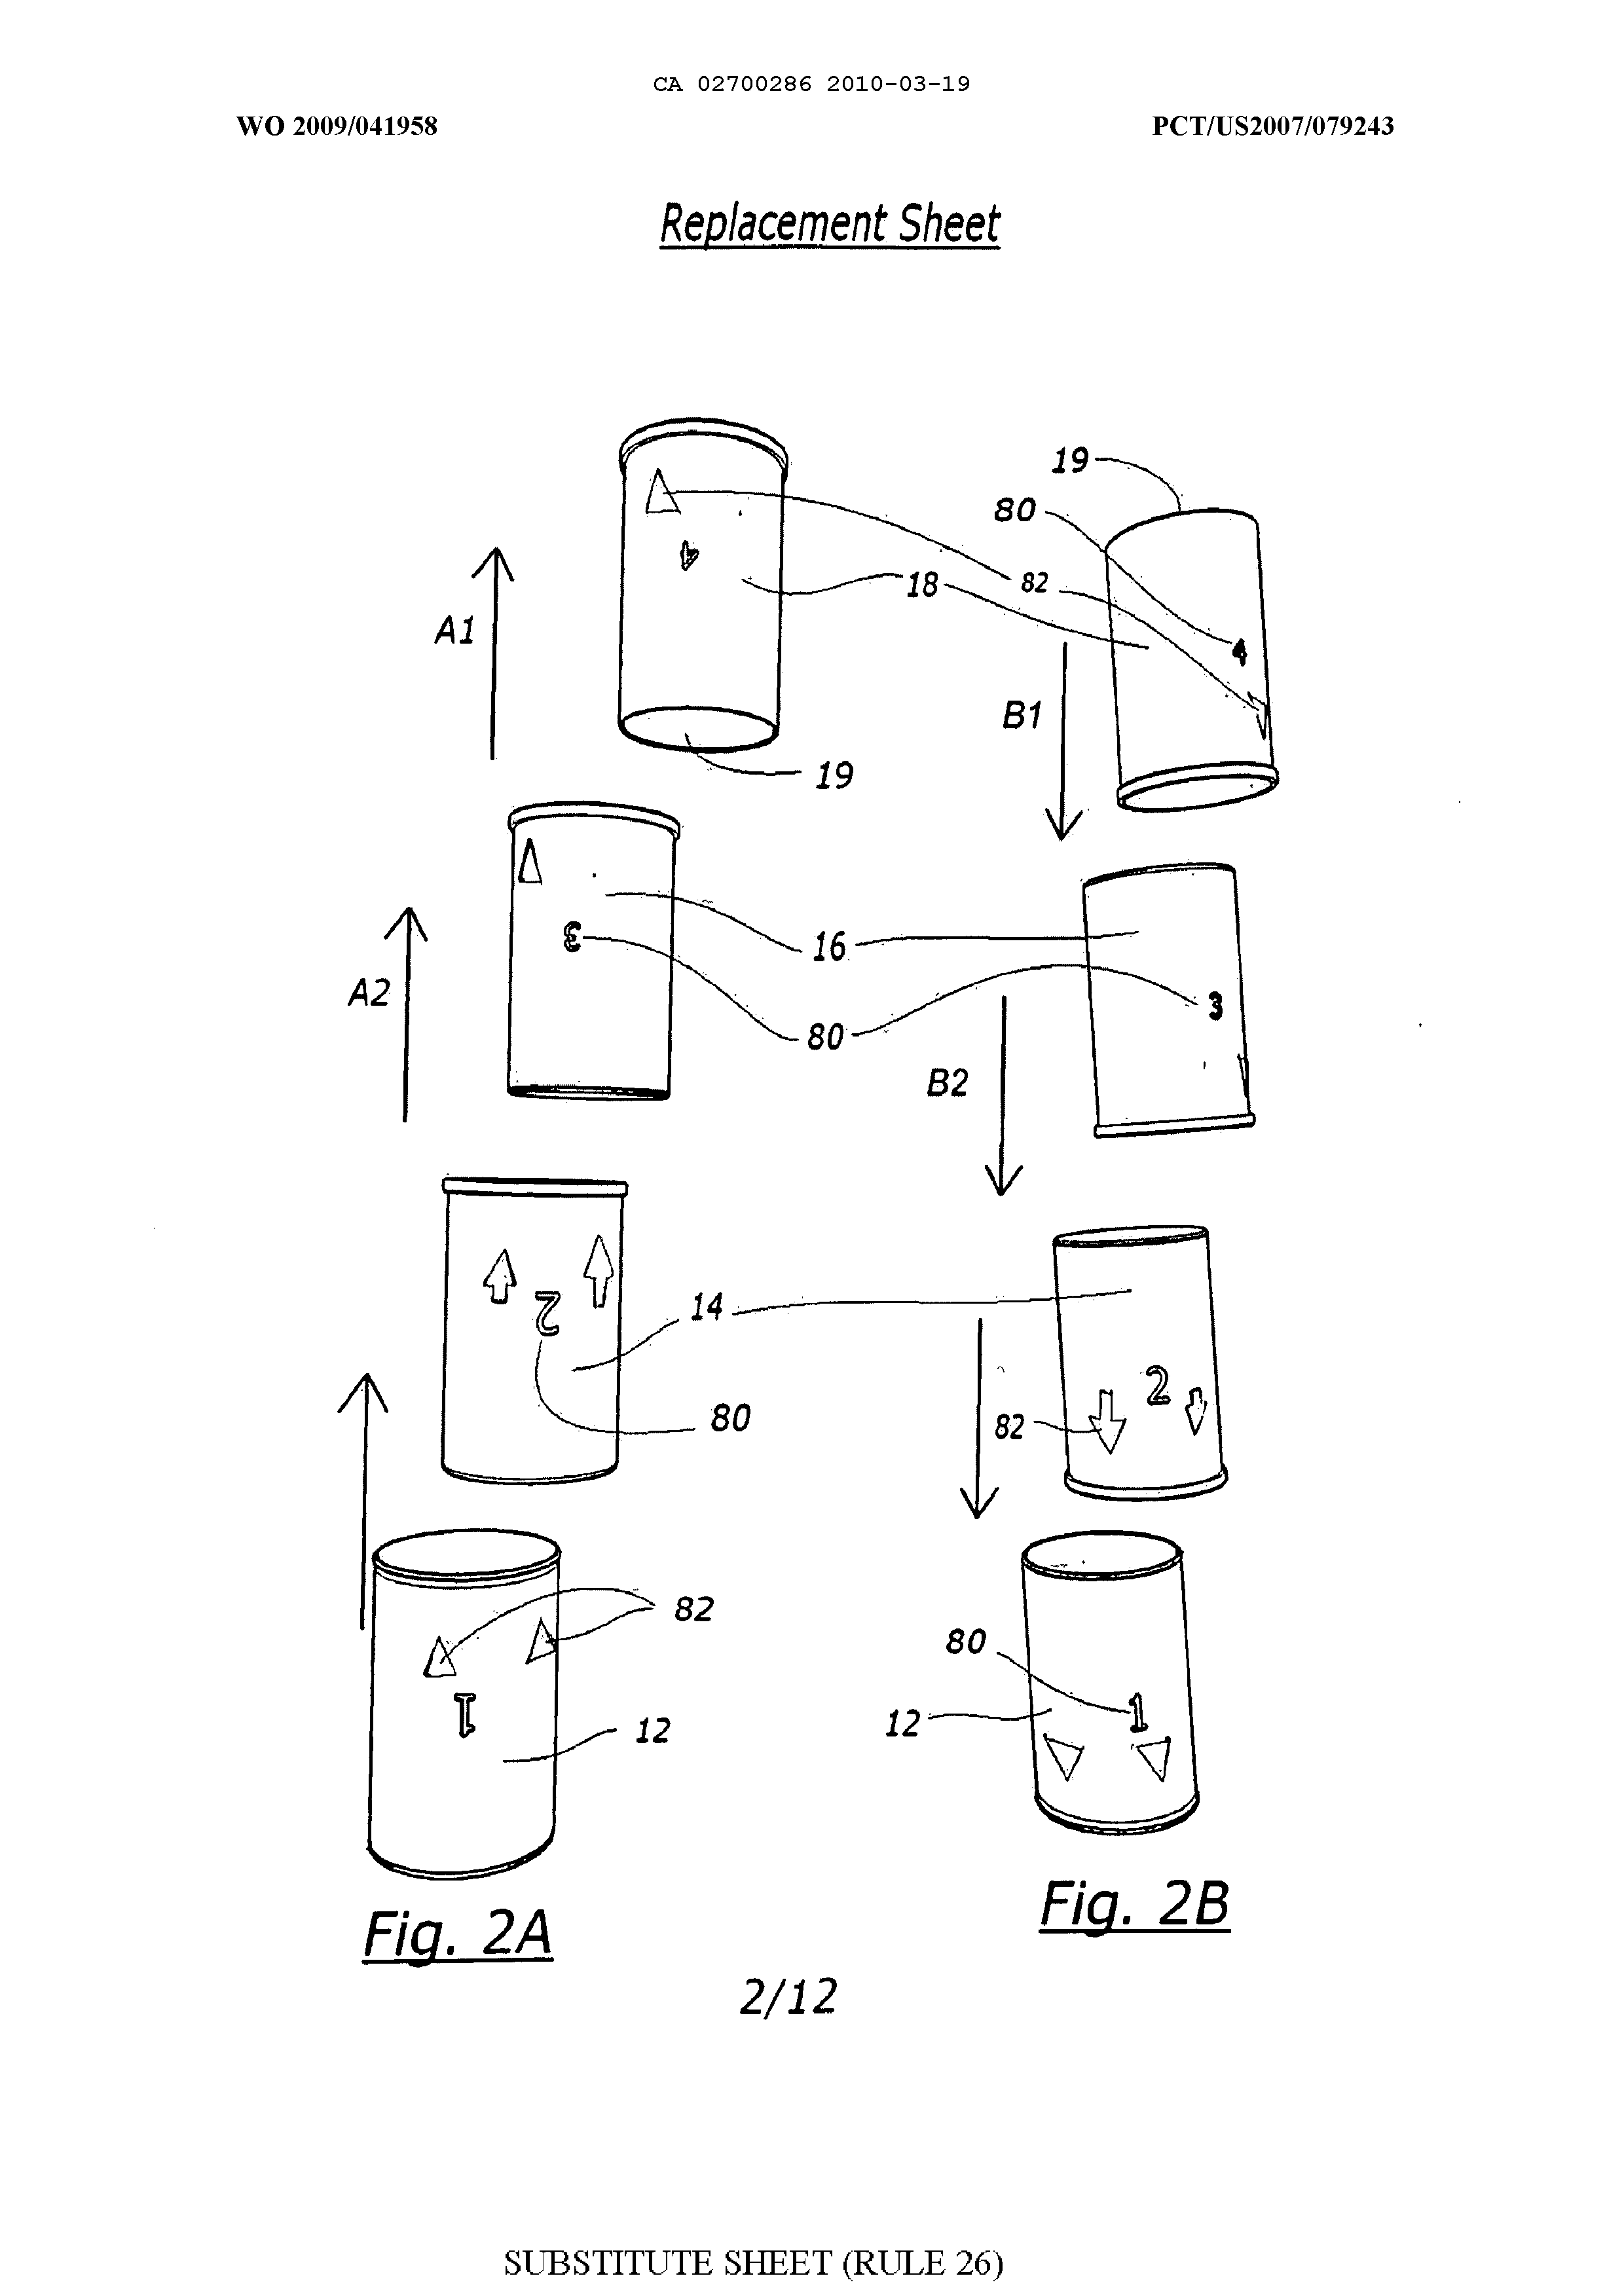 CA 02700286 2010-03-19
WO 2009/041958 PCT/US2007/079243
Replacement Sheet
19
80
4
18 82
4
A1
B1
19
3
16
A2
3
80
B2
2
14
2
80
82
82
80
1
1
12
12
Fig. 2A
Fig. 2B
2/12
SUBSTITUTE SHEET (RULE 26)